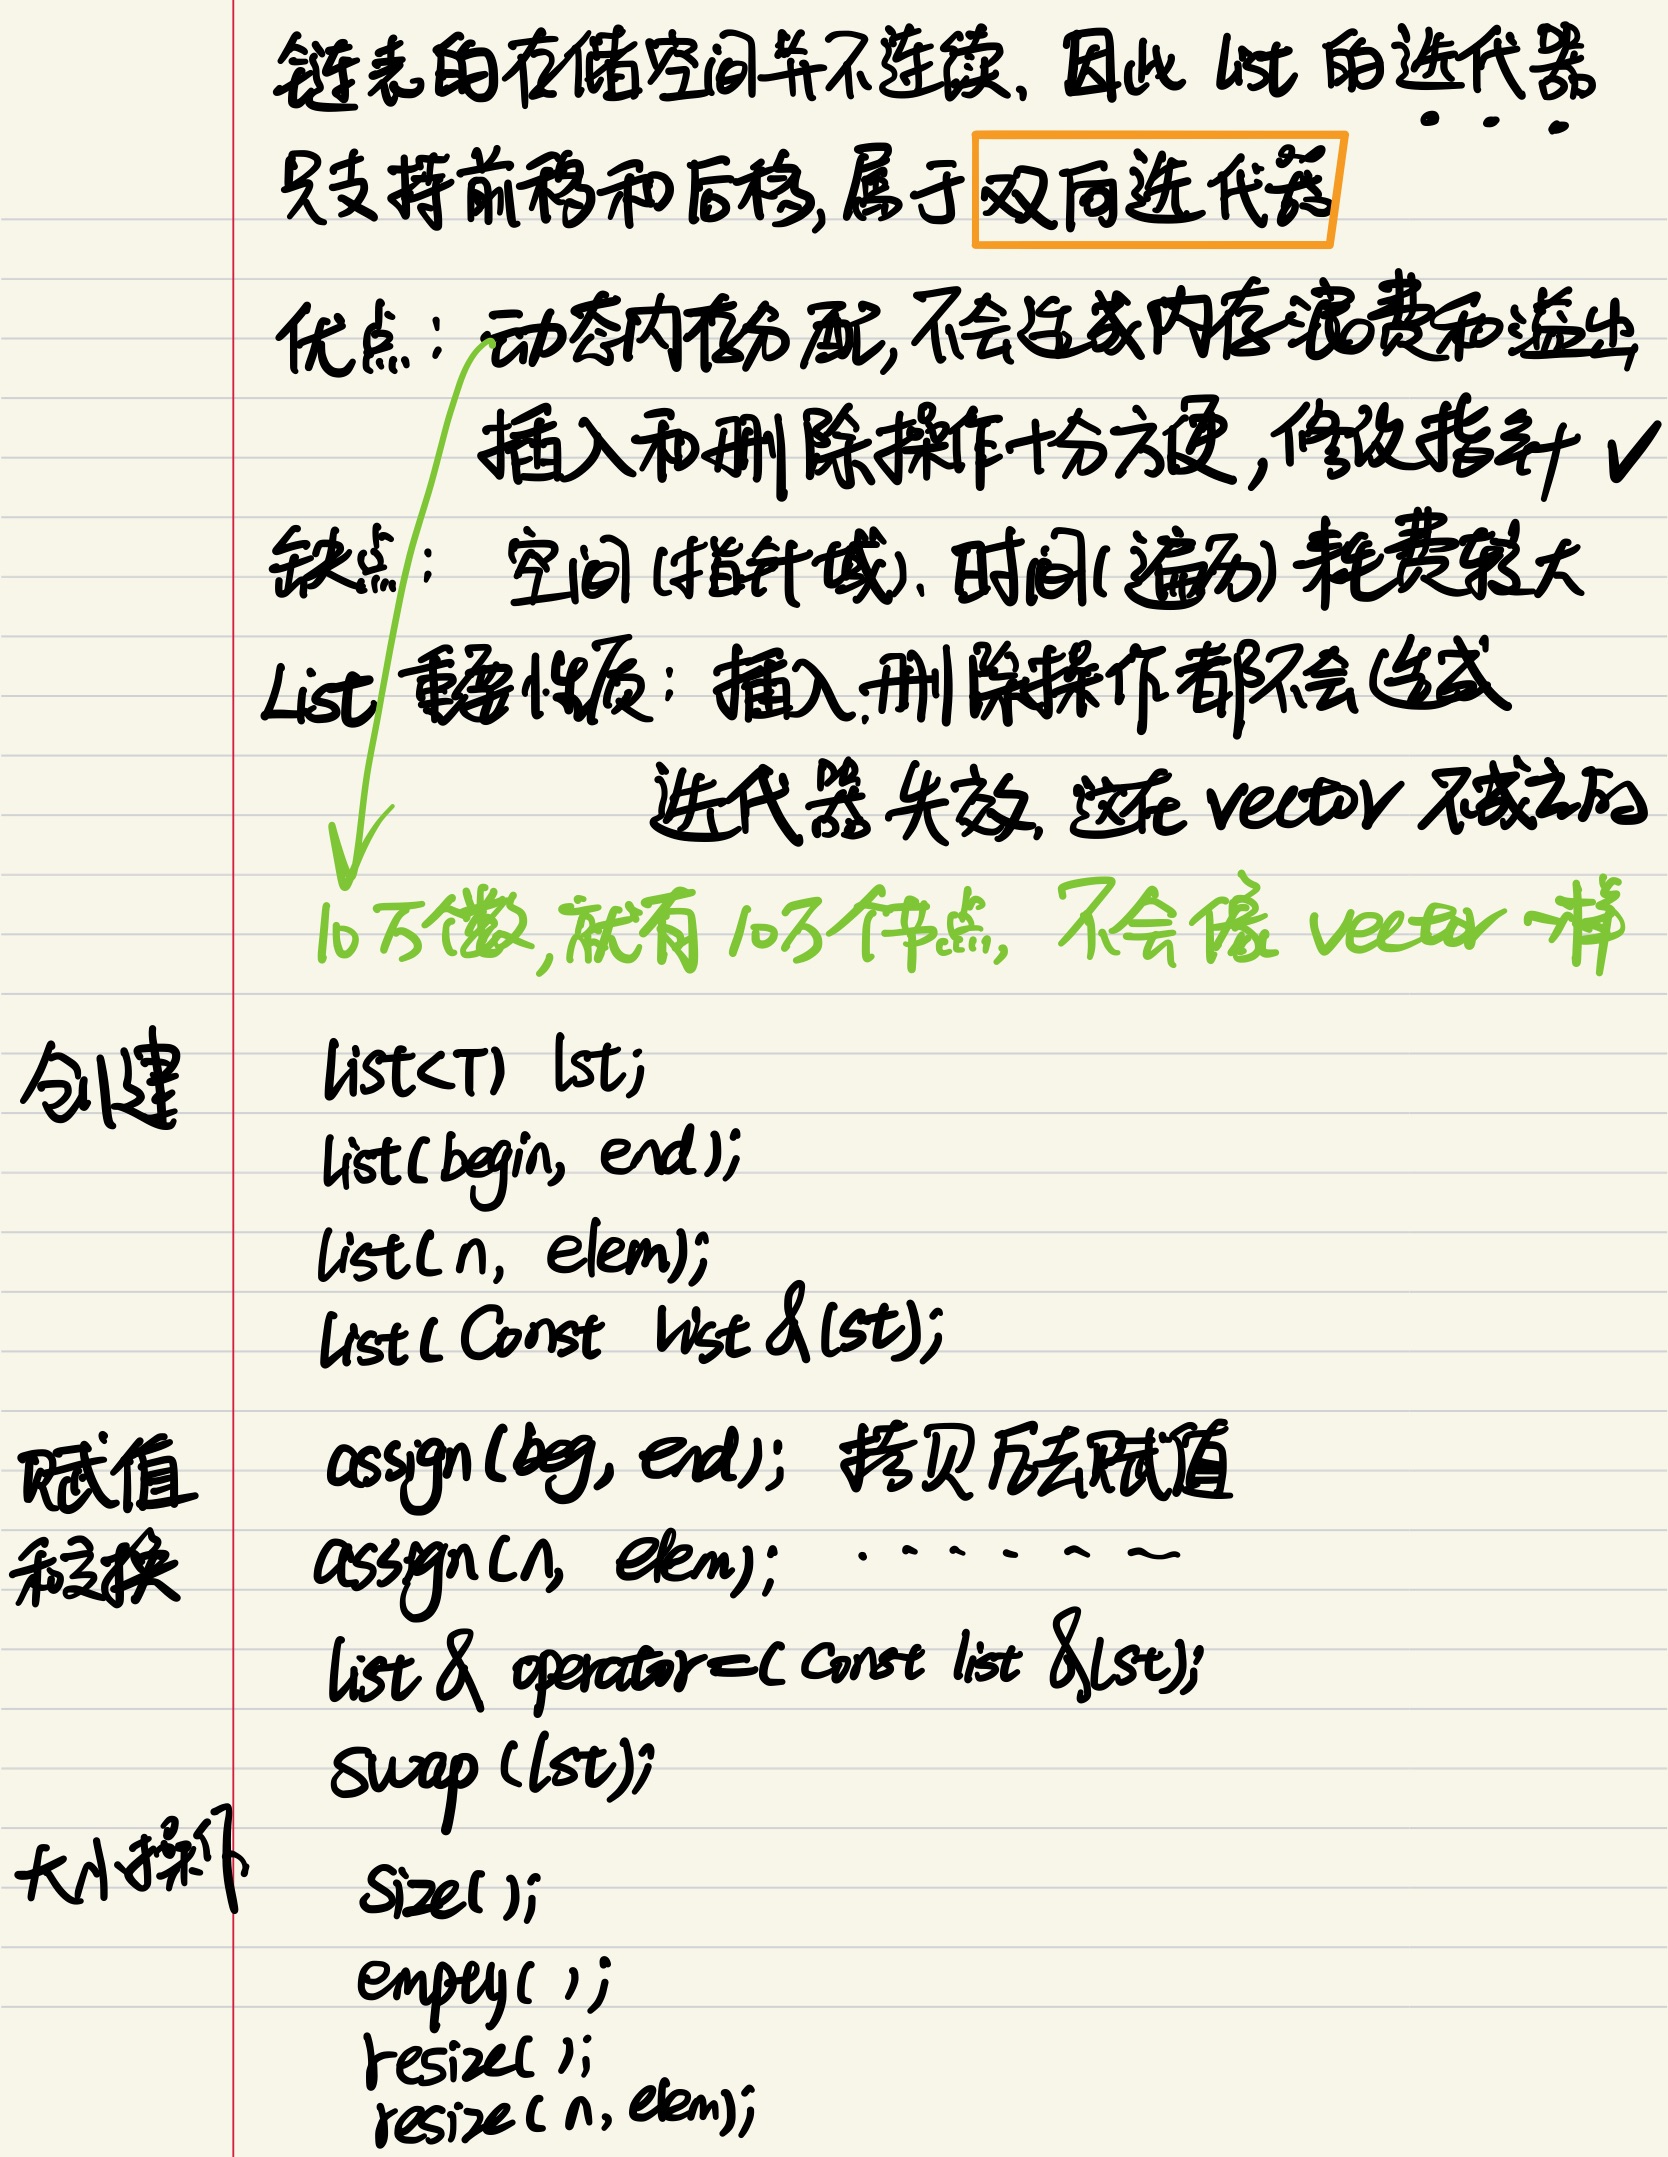 链表的存储空间并不连续、因此 list 的迭代器
只支持前移和后移,属于双向迭代器
优点: 动态内存分配,不会造成内存浪费和溢出
插入和删除操作十分方便,修改指针 ✓
缺点: 空间(指针域)、时间(遍历)耗费较大
List 重要性质: 插入、删除操作都不会造成
迭代器失效,这在 vector 不成立的
10万个数,就有10万个节点, 不会像 vector 一样
创建 list<T) lst;
list(begin, end);
list(n, elem);
list(Const list &lst);
赋值 assign(beg, end); 拷贝后去赋值
和交换 assign(n, elem);
list & operator=(const list &lst);
swap(lst);
大小操作
size();
empty();
resize();
resize(n, elem);